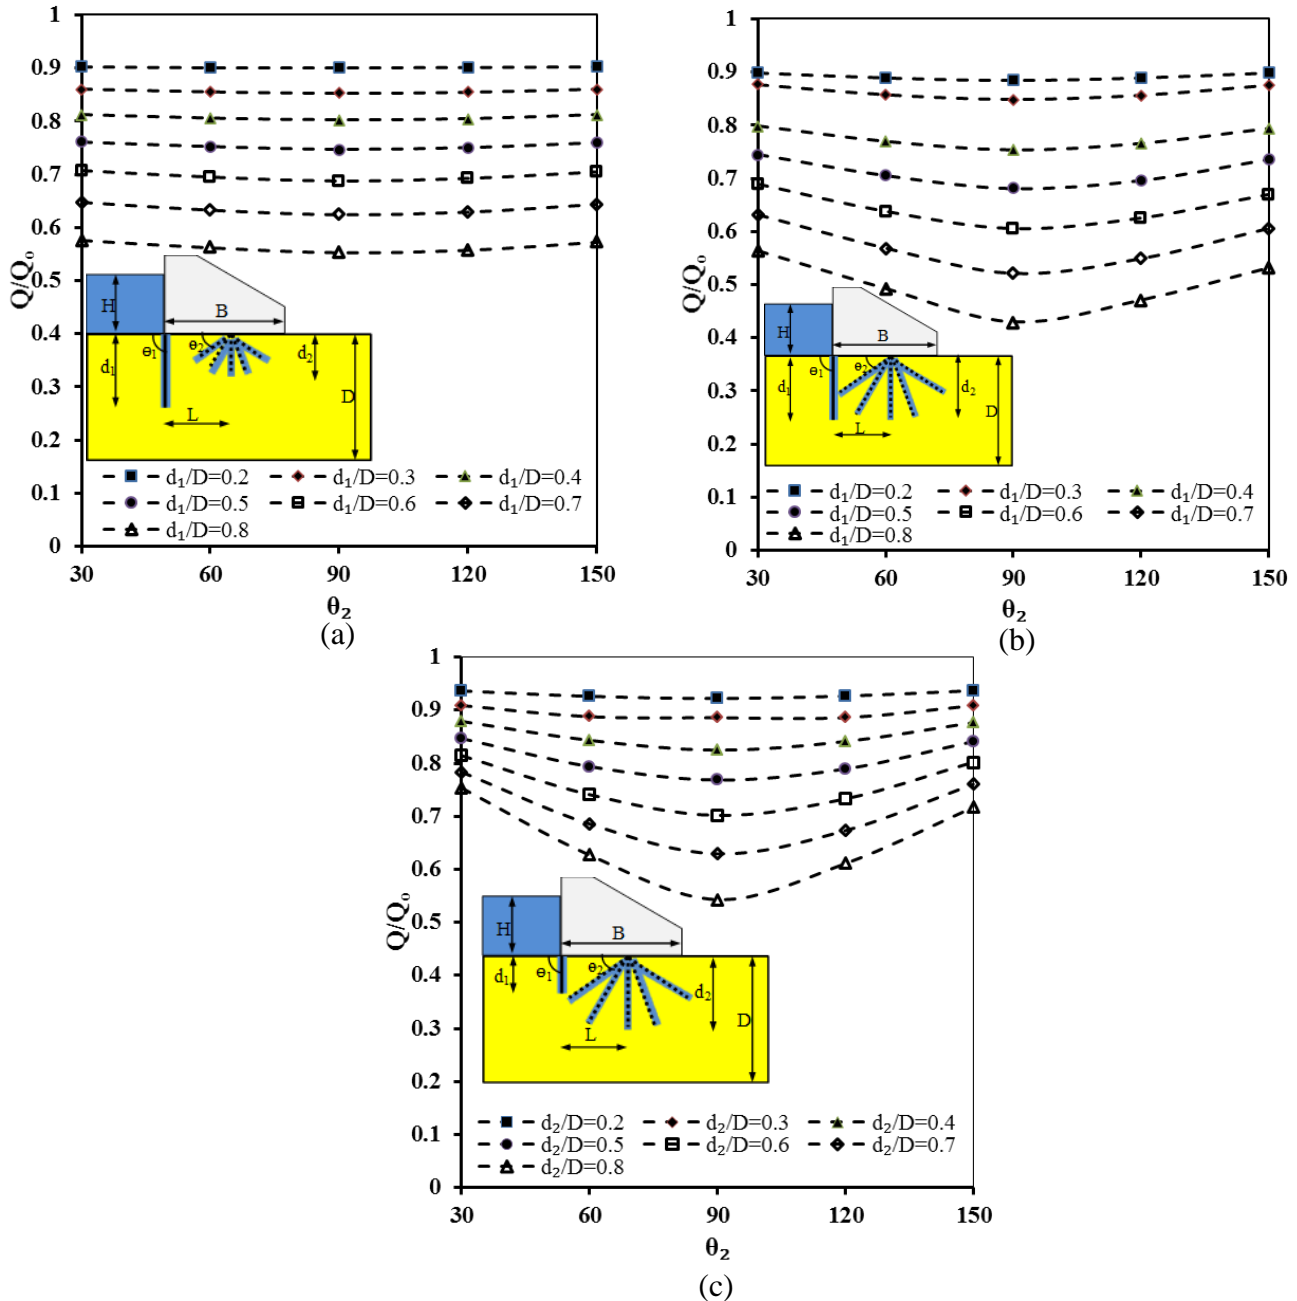 1
0.9
0.8
0.7
0.6
0.5
0.4
0.3
0.2
0.1
0
Q/Qₒ
H
B
θ₁
θ₂
d₁
d₂
D
L
d₁/D=0.2 d₁/D=0.3 d₁/D=0.4
d₁/D=0.5 d₁/D=0.6 d₁/D=0.7
d₁/D=0.8
30 60 90 120 150
θ₂
(a)
1
0.9
0.8
0.7
0.6
0.5
0.4
0.3
0.2
0.1
0
Q/Qₒ
H
B
θ₁
θ₂
d₁
d₂
D
L
d₁/D=0.2 d₁/D=0.3 d₁/D=0.4
d₁/D=0.5 d₁/D=0.6 d₁/D=0.7
d₁/D=0.8
30 60 90 120 150
θ₂
(b)
1
0.9
0.8
0.7
0.6
0.5
0.4
0.3
0.2
0.1
0
Q/Qₒ
H
B
d₁
θ₁
θ₂
d₂
D
L
d₂/D=0.2 d₂/D=0.3 d₂/D=0.4
d₂/D=0.5 d₂/D=0.6 d₂/D=0.7
d₂/D=0.8
30 60 90 120 150
θ₂
(c)